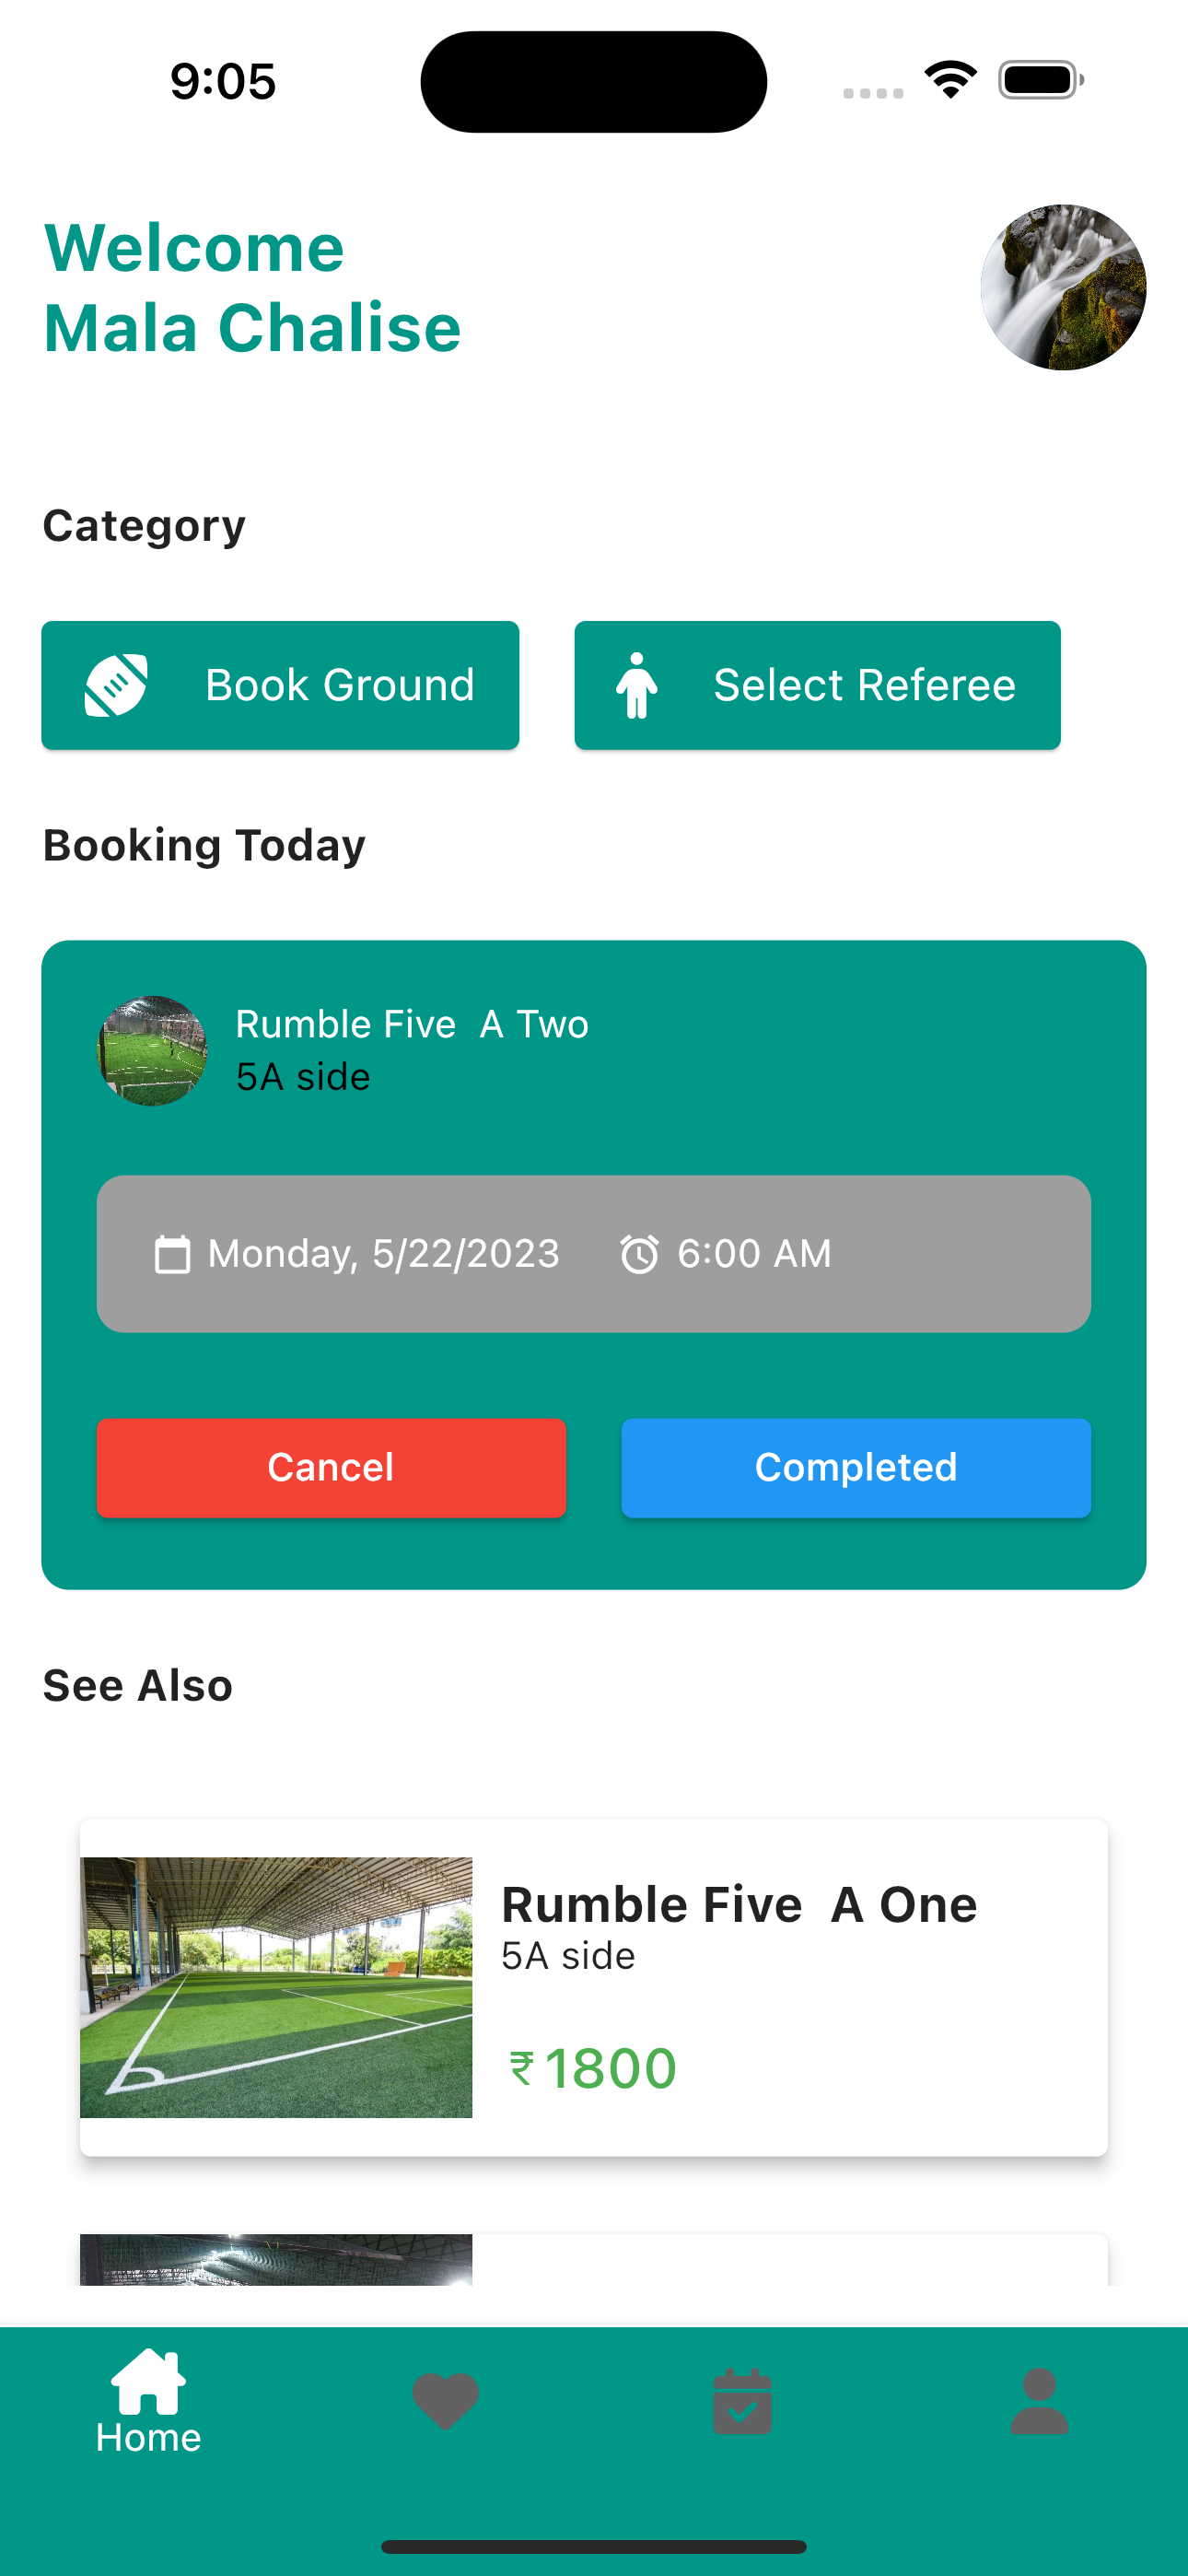 9:05
Welcome
Mala Chalise
Category
Book Ground
Select Referee
Booking Today
Rumble Five  A Two
5A side
Monday, 5/22/2023
6:00 AM
Cancel
Completed
See Also
Rumble Five  A One
5A side
₹1800
Home